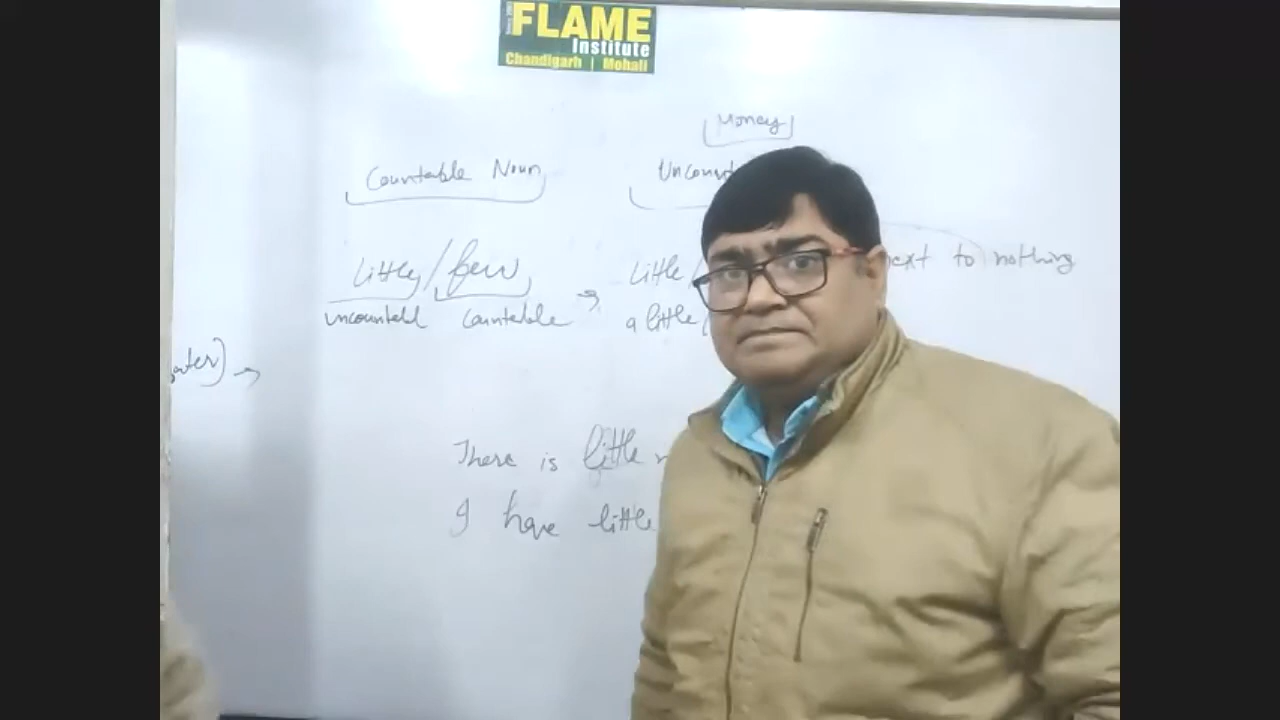 FLAME
Institute
Chandigarh | Mohali
Money
Countable Noun
Little / few
uncountabl countable
little / next to nothing
a little /
There is little
I have little